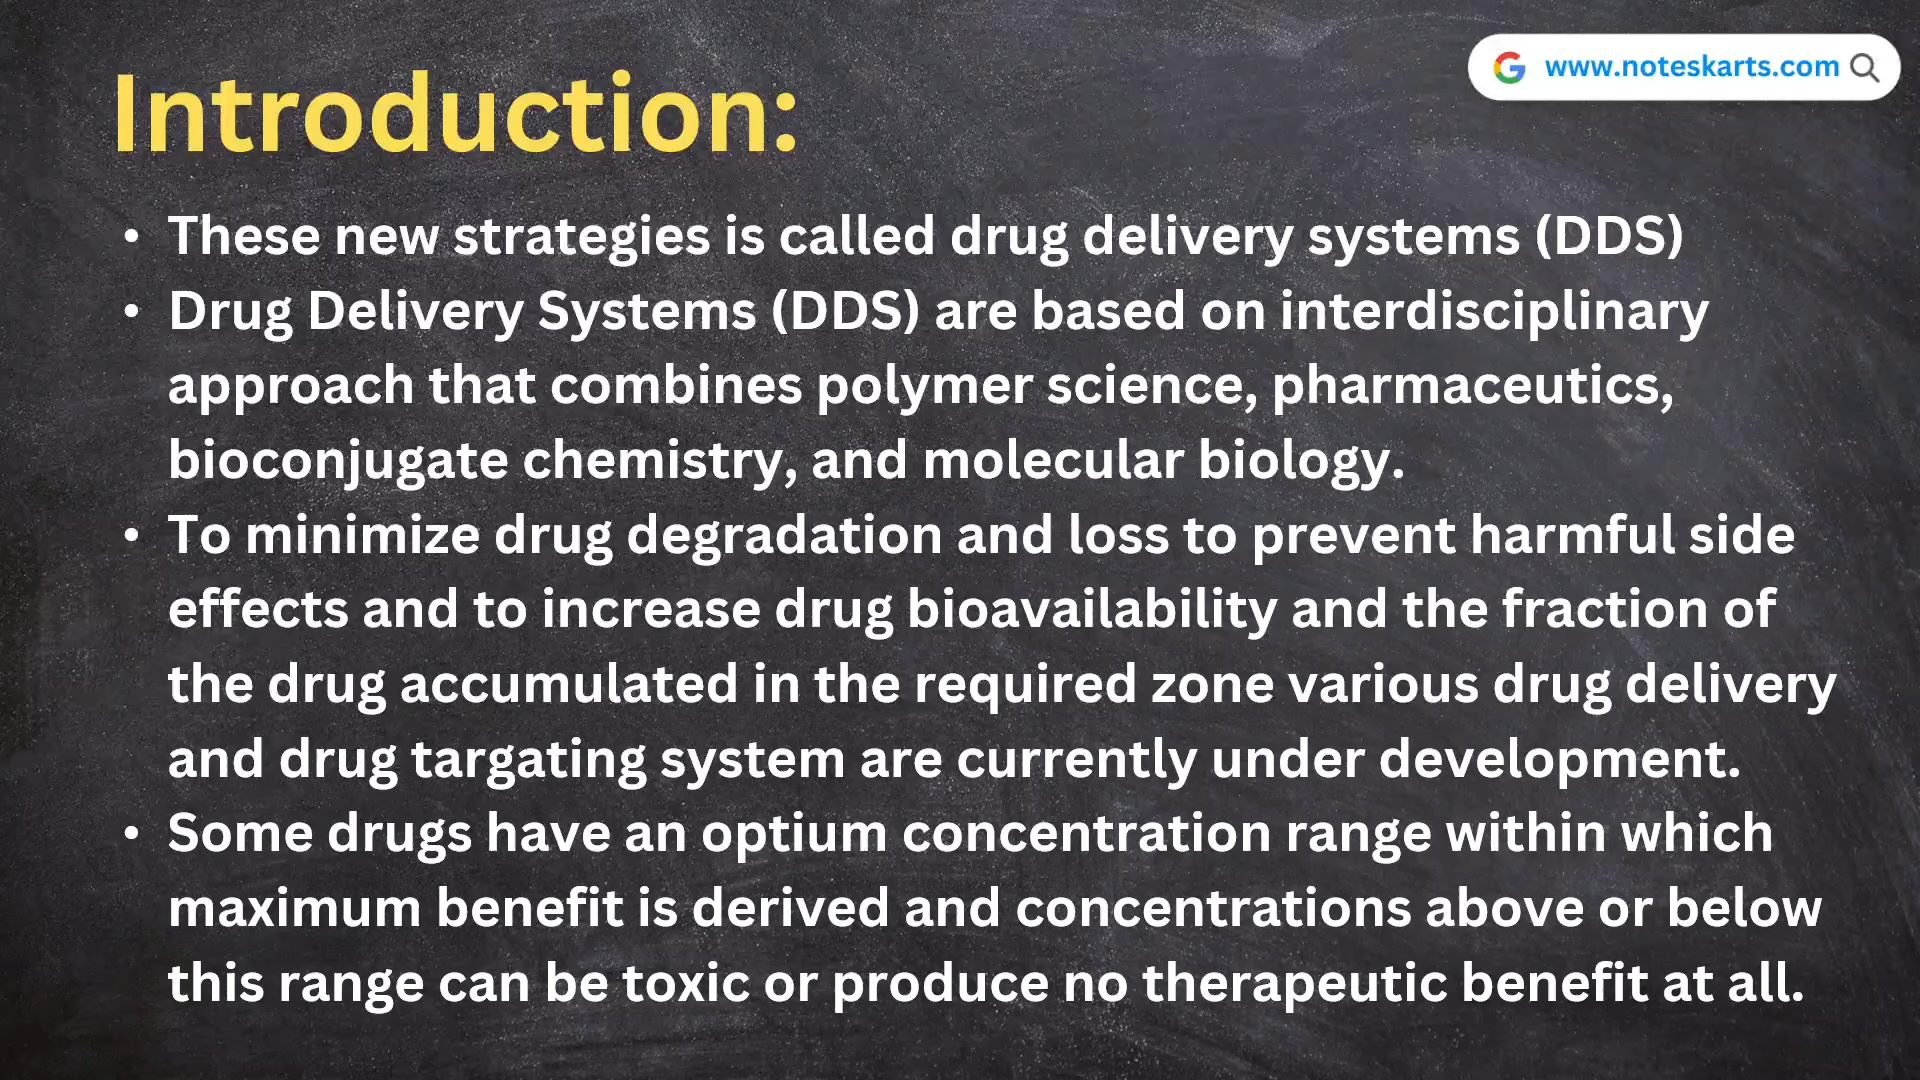 www.noteskarts.com
Introduction:
• These new strategies is called drug delivery systems (DDS)
• Drug Delivery Systems (DDS) are based on interdisciplinary
approach that combines polymer science, pharmaceutics,
bioconjugate chemistry, and molecular biology.
• To minimize drug degradation and loss to prevent harmful side
effects and to increase drug bioavailability and the fraction of
the drug accumulated in the required zone various drug delivery
and drug targating system are currently under development.
• Some drugs have an optium concentration range within which
maximum benefit is derived and concentrations above or below
this range can be toxic or produce no therapeutic benefit at all.